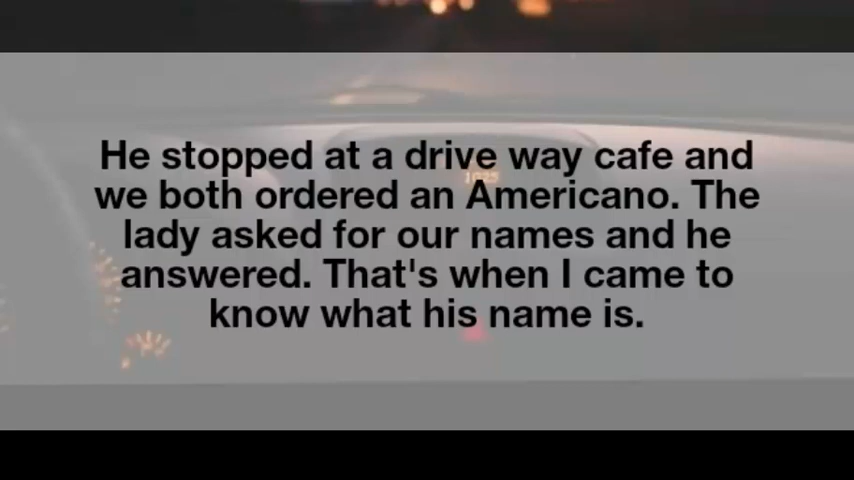 He stopped at a drive way cafe and
we both ordered an Americano. The
lady asked for our names and he
answered. That's when I came to
know what his name is.